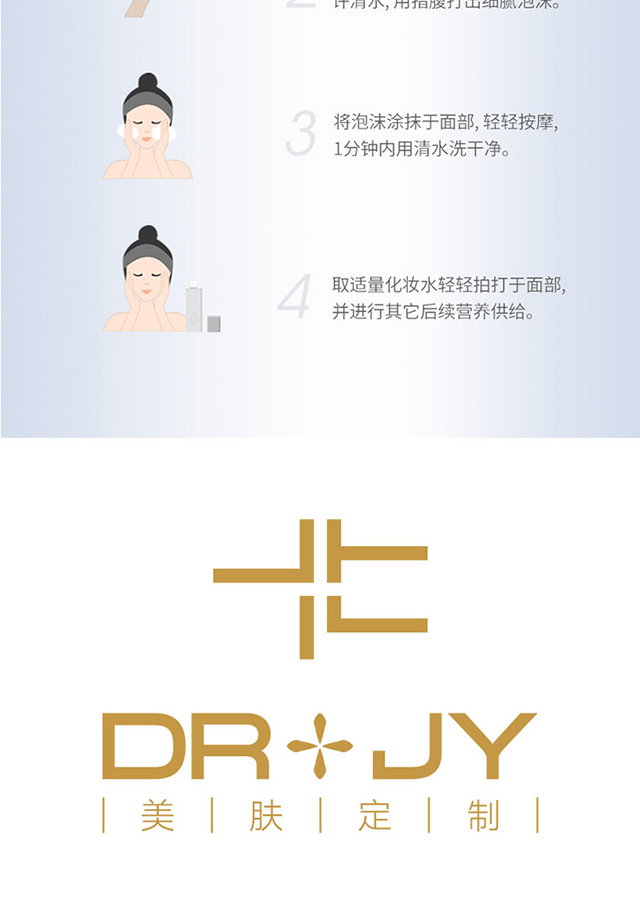 2 许清水, 用指腹打出细腻泡沫。
3 将泡沫涂抹于面部, 轻轻按摩,
1分钟内用清水洗干净。
4 取适量化妆水轻轻拍打于面部,
并进行其它后续营养供给。
DR JY
| 美 | 肤 | 定 | 制 |